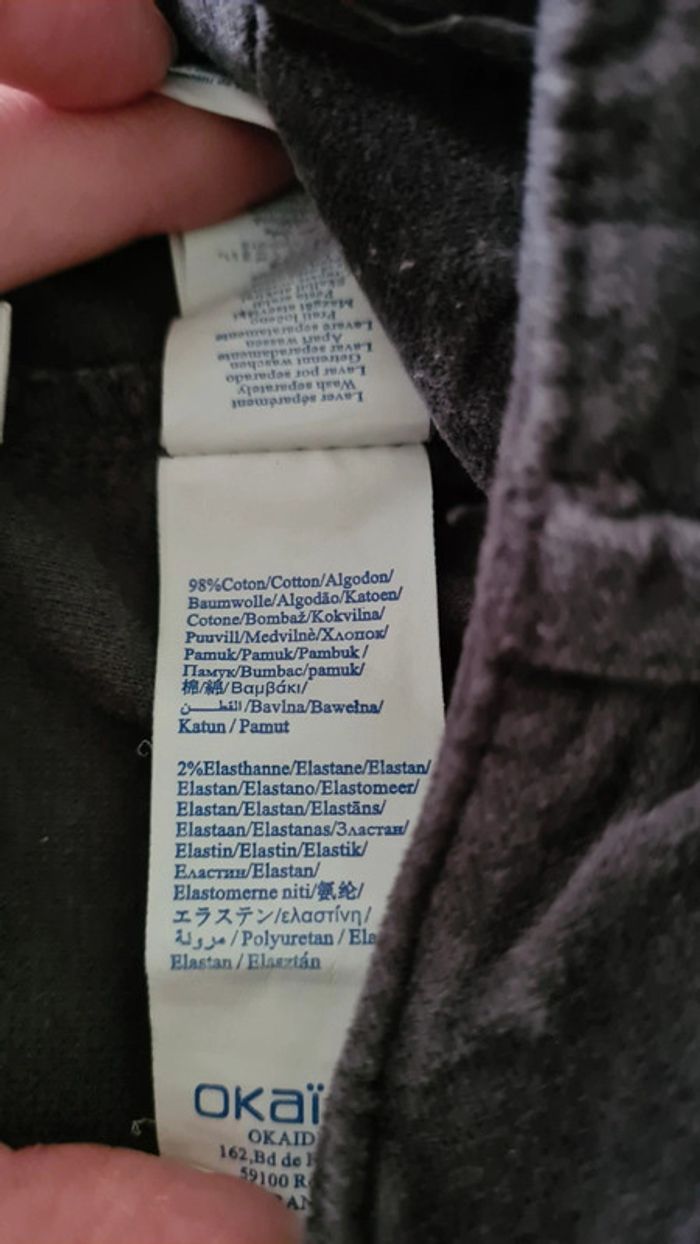 Lavare separatamente
Apart wassen
Lavar separadamente
Getrennt waschen
Lavar por separado
Wash separately
Laver séparément
98%Coton/Cotton/Algodon/
Baumwolle/Algodão/Katoen/
Cotone/Bombaž/Kokvilna/
Puuvill/Medvilnè/Хлопок/
Pamuk/Pamuk/Pambuk /
Памук/Bumbac/pamuk/
棉/綿/Βαμβάκι/
القطـــــن/Bavlna/Bawełna/
Katun / Pamut
2%Elasthanne/Elastane/Elastan/
Elastan/Elastano/Elastomeer/
Elastan/Elastan/Elastāns/
Elastaan/Elastanas/Эластан/
Elastin/Elastin/Elastik/
Еластин/Elastan/
Elastomerne niti/氨纶/
エラステン/ελαστίνη/
مرونة / Polyuretan / Ela
Elastan / Elasztán
OKAÏ
OKAID
162,Bd de
59100 R